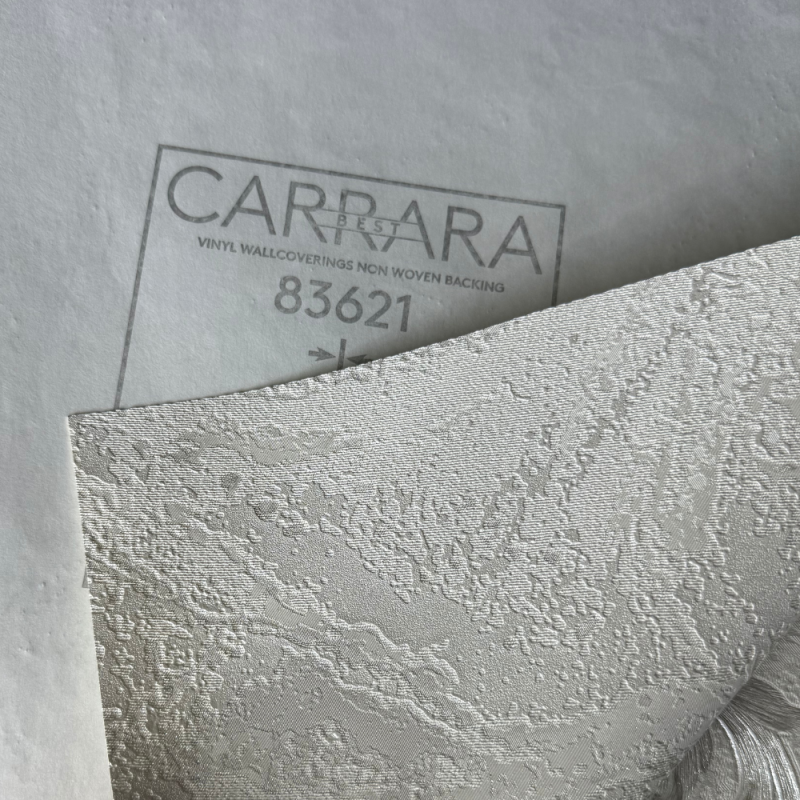 CARRARA
BEST
VINYL WALLCOVERINGS NON WOVEN BACKING
83621